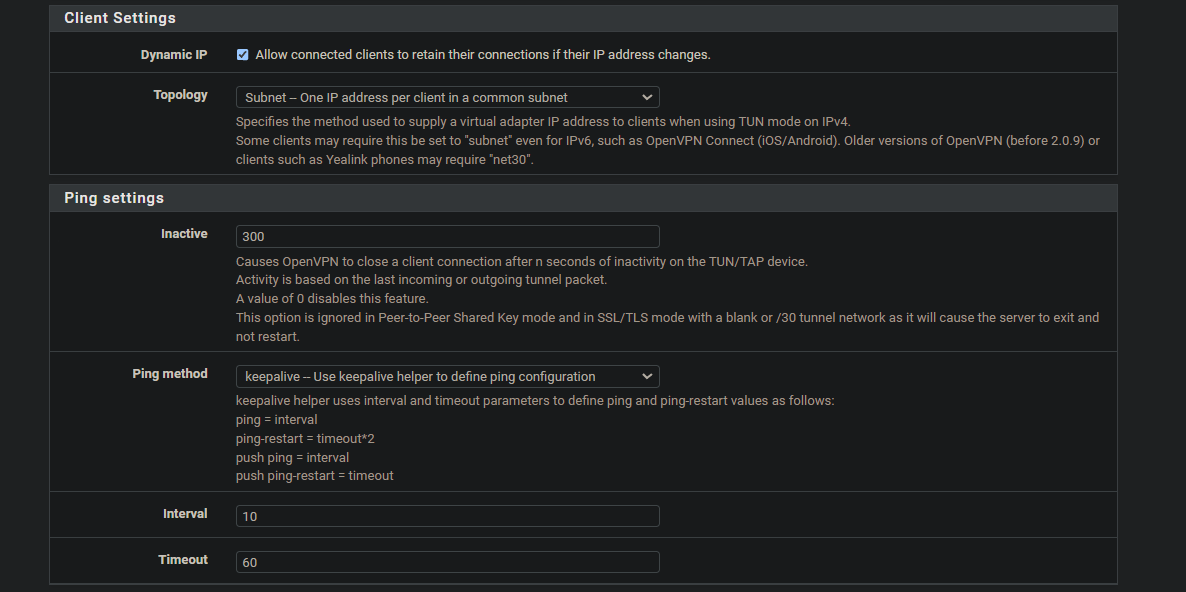 Client Settings
Dynamic IP
Allow connected clients to retain their connections if their IP address changes.
Topology
Subnet -- One IP address per client in a common subnet
Specifies the method used to supply a virtual adapter IP address to clients when using TUN mode on IPv4.
Some clients may require this be set to "subnet" even for IPv6, such as OpenVPN Connect (iOS/Android). Older versions of OpenVPN (before 2.0.9) or
clients such as Yealink phones may require "net30".
Ping settings
Inactive
300
Causes OpenVPN to close a client connection after n seconds of inactivity on the TUN/TAP device.
Activity is based on the last incoming or outgoing tunnel packet.
A value of 0 disables this feature.
This option is ignored in Peer-to-Peer Shared Key mode and in SSL/TLS mode with a blank or /30 tunnel network as it will cause the server to exit and
not restart.
Ping method
keepalive -- Use keepalive helper to define ping configuration
keepalive helper uses interval and timeout parameters to define ping and ping-restart values as follows:
ping = interval
ping-restart = timeout*2
push ping = interval
push ping-restart = timeout
Interval
10
Timeout
60